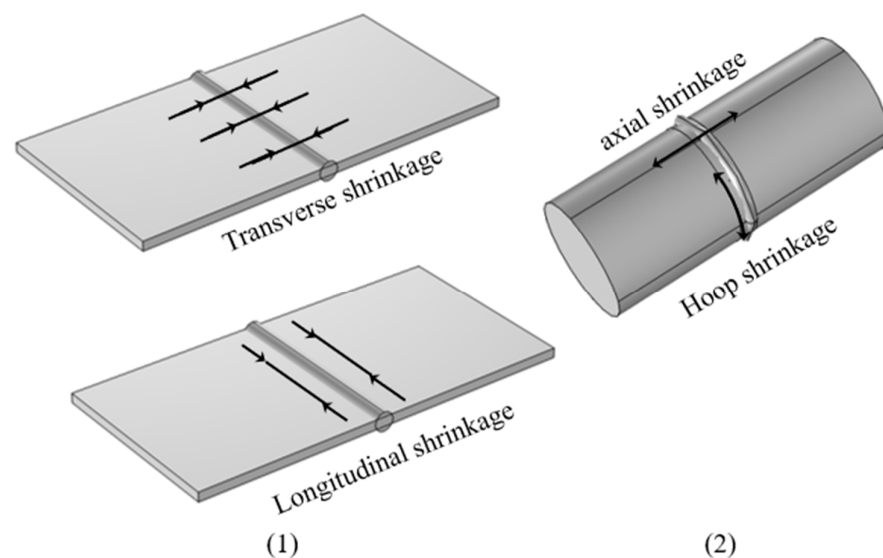 Transverse shrinkage
Longitudinal shrinkage
(1)
axial shrinkage
Hoop shrinkage
(2)